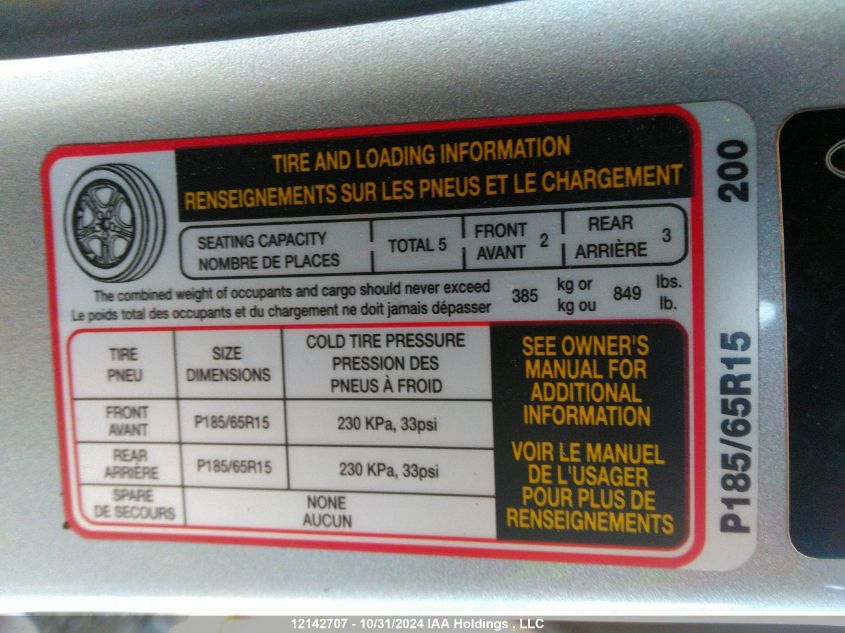 TIRE AND LOADING INFORMATION
RENSEIGNEMENTS SUR LES PNEUS ET LE CHARGEMENT
SEATING CAPACITY
NOMBRE DE PLACES
TOTAL 5
FRONT
AVANT 2
REAR
ARRIÈRE 3
The combined weight of occupants and cargo should never exceed 385 kg or 849 lbs.
Le poids total des occupants et du chargement ne doit jamais dépasser kg ou lb.
TIRE
PNEU
SIZE
DIMENSIONS
COLD TIRE PRESSURE
PRESSION DES
PNEUS À FROID
FRONT
AVANT
P185/65R15
230 KPa, 33psi
REAR
ARRIÈRE
P185/65R15
230 KPa, 33psi
SPARE
DE SECOURS
NONE
AUCUN
SEE OWNER'S
MANUAL FOR
ADDITIONAL
INFORMATION
VOIR LE MANUEL
DE L'USAGER
POUR PLUS DE
RENSEIGNEMENTS
P185/65R15 200
12142707 - 10/31/2024 IAA Holdings , LLC